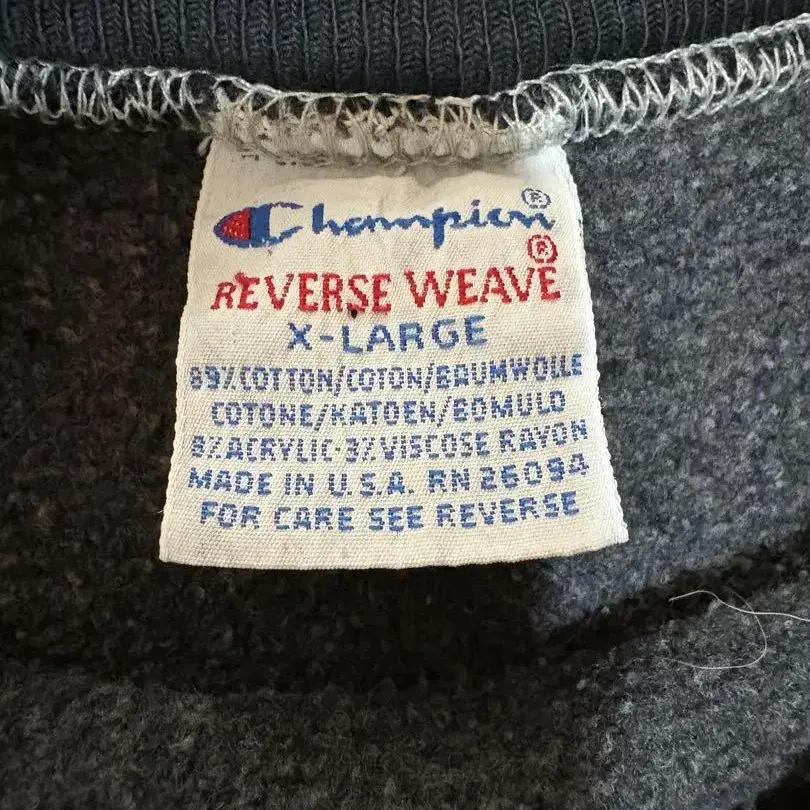 Champion®
REVERSE WEAVE®
X-LARGE
89% COTTON/COTON/BAUMWOLLE
COTONE/KATOEN/BOMULD
8% ACRYLIC-3% VISCOSE RAYON
MADE IN U.S.A. RN 26094
FOR CARE SEE REVERSE